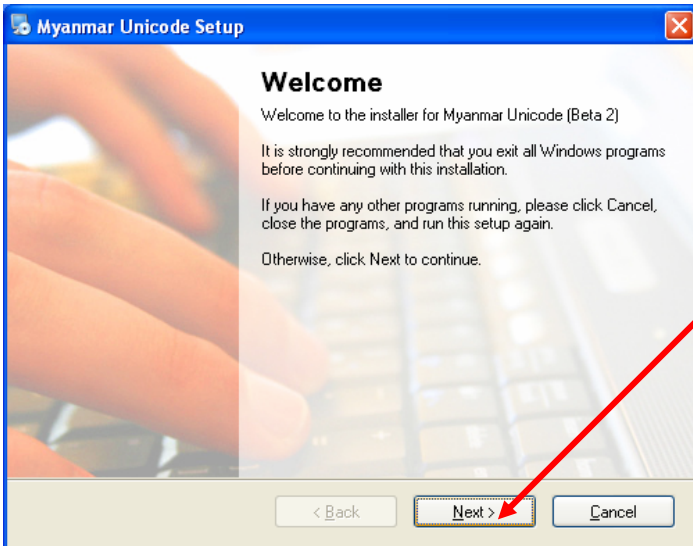 Myanmar Unicode Setup
Welcome
Welcome to the installer for Myanmar Unicode (Beta 2)
It is strongly recommended that you exit all Windows programs
before continuing with this installation.
If you have any other programs running, please click Cancel,
close the programs, and run this setup again.
Otherwise, click Next to continue.
< Back Next > Cancel